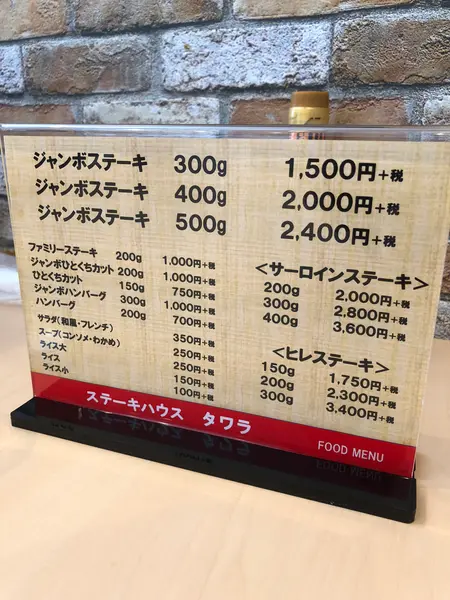 ジャンボステーキ 300g 1,500円+税
ジャンボステーキ 400g 2,000円+税
ジャンボステーキ 500g 2,400円+税
ファミリーステーキ 200g 1,000円+税
ジャンボひとくちカット 200g 1,000円+税
ひとくちカット 150g 750円+税
ジャンボハンバーグ 300g 1,000円+税
ハンバーグ 200g 700円+税
サラダ(和風・フレンチ) 350円+税
スープ(コンソメ・わかめ) 250円+税
ライス大 250円+税
ライス 150円+税
ライス小 100円+税
<サーロインステーキ>
200g 2,000円+税
300g 2,800円+税
400g 3,600円+税
<ヒレステーキ>
150g 1,750円+税
200g 2,300円+税
300g 3,400円+税
ステーキハウス タワラ
FOOD MENU